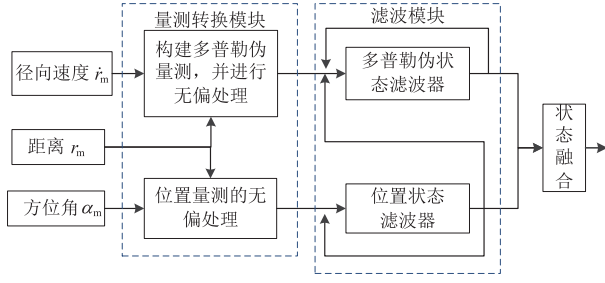 量测转换模块
滤波模块
径向速度 ṙm
构建多普勒伪
量测，并进行
无偏处理
多普勒伪状
态滤波器
距离 rm
状
态
融
合
方位角 αm
位置量测的无
偏处理
位置状态
滤波器